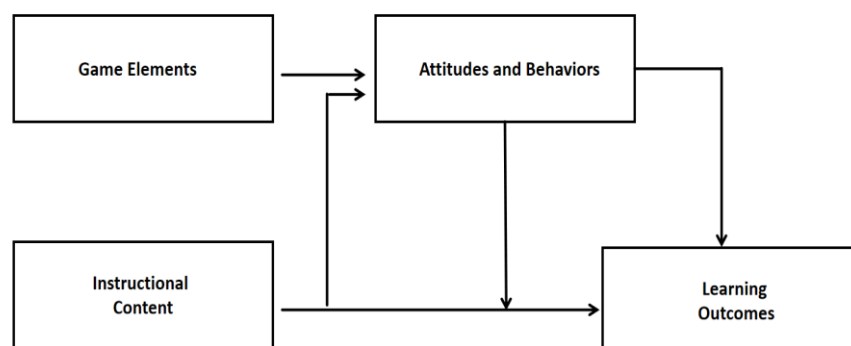 Game Elements
Attitudes and Behaviors
Instructional
Content
Learning
Outcomes